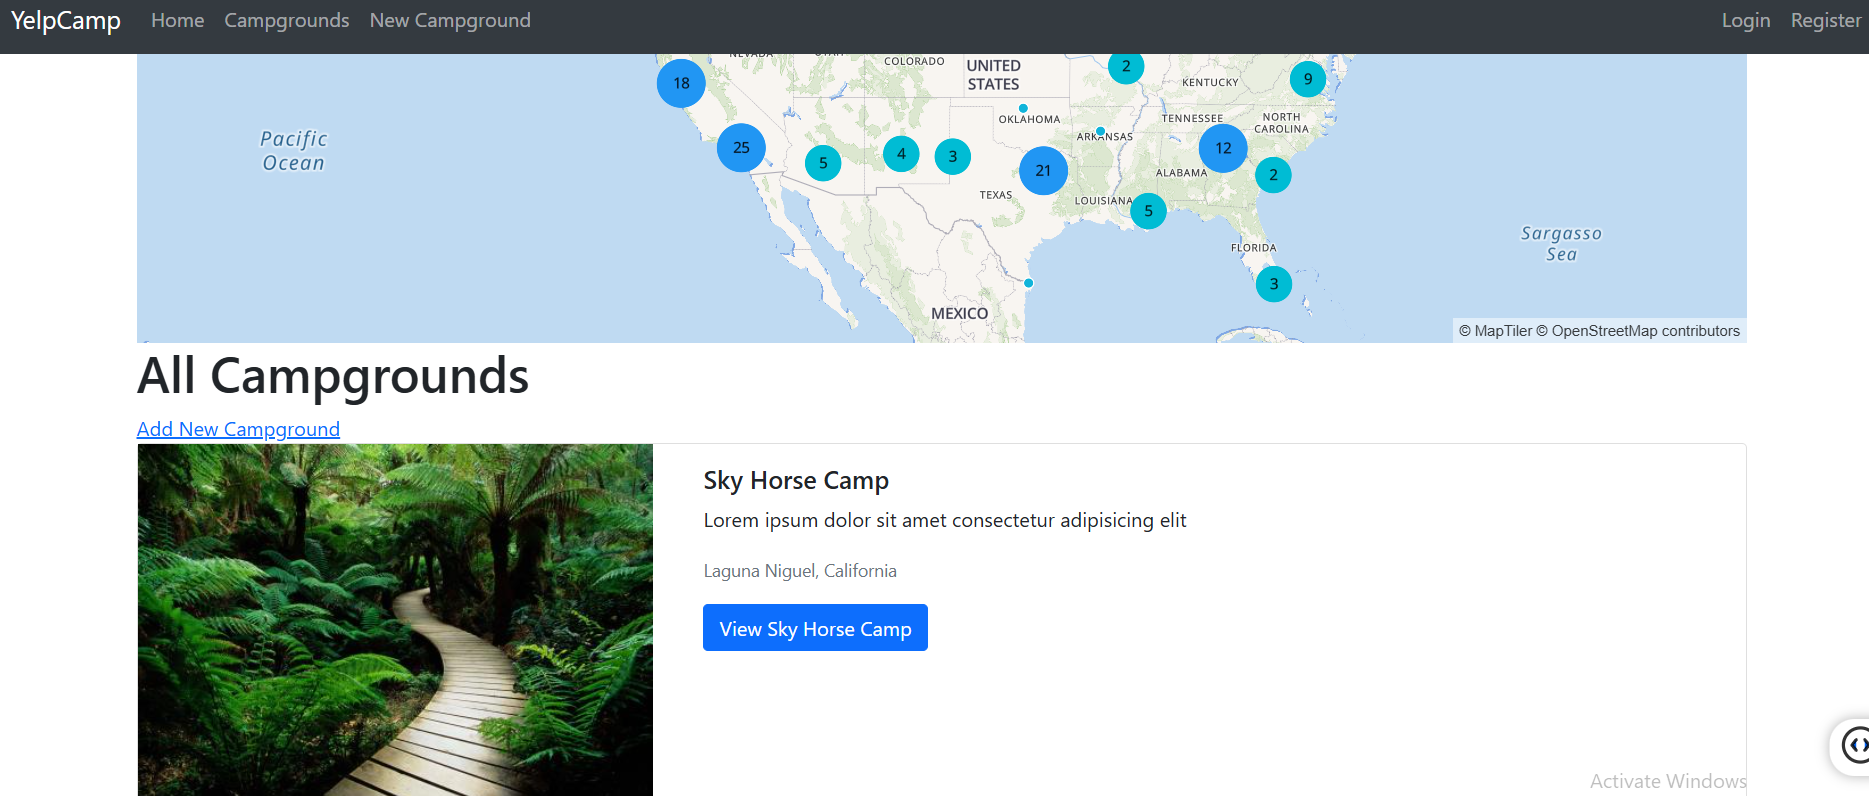 YelpCamp Home Campgrounds New Campground Login Register
COLORADO
UNITED
STATES
2
18
9
KENTUCKY
OKLAHOMA
TENNESSEE
NORTH
CAROLINA
ARKANSAS
Pacific
Ocean
25
5
4
3
21
12
ALABAMA
2
TEXAS
LOUISIANA
5
FLORIDA
Sargasso
Sea
3
MEXICO
© MapTiler © OpenStreetMap contributors
All Campgrounds
Add New Campground
Sky Horse Camp
Lorem ipsum dolor sit amet consectetur adipisicing elit
Laguna Niguel, California
View Sky Horse Camp
Activate Windows